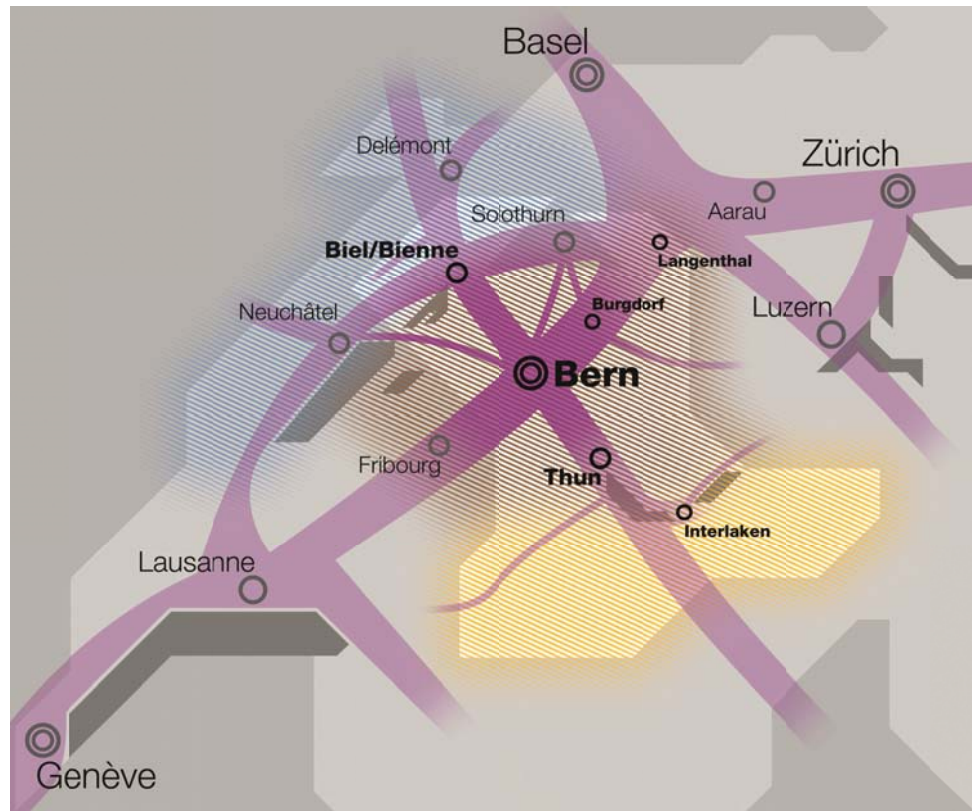 Basel
Delémont
Zürich
Aarau
Solothurn
Biel/Bienne
Langenthal
Neuchâtel
Burgdorf
Luzern
Bern
Fribourg
Thun
Interlaken
Lausanne
Genève